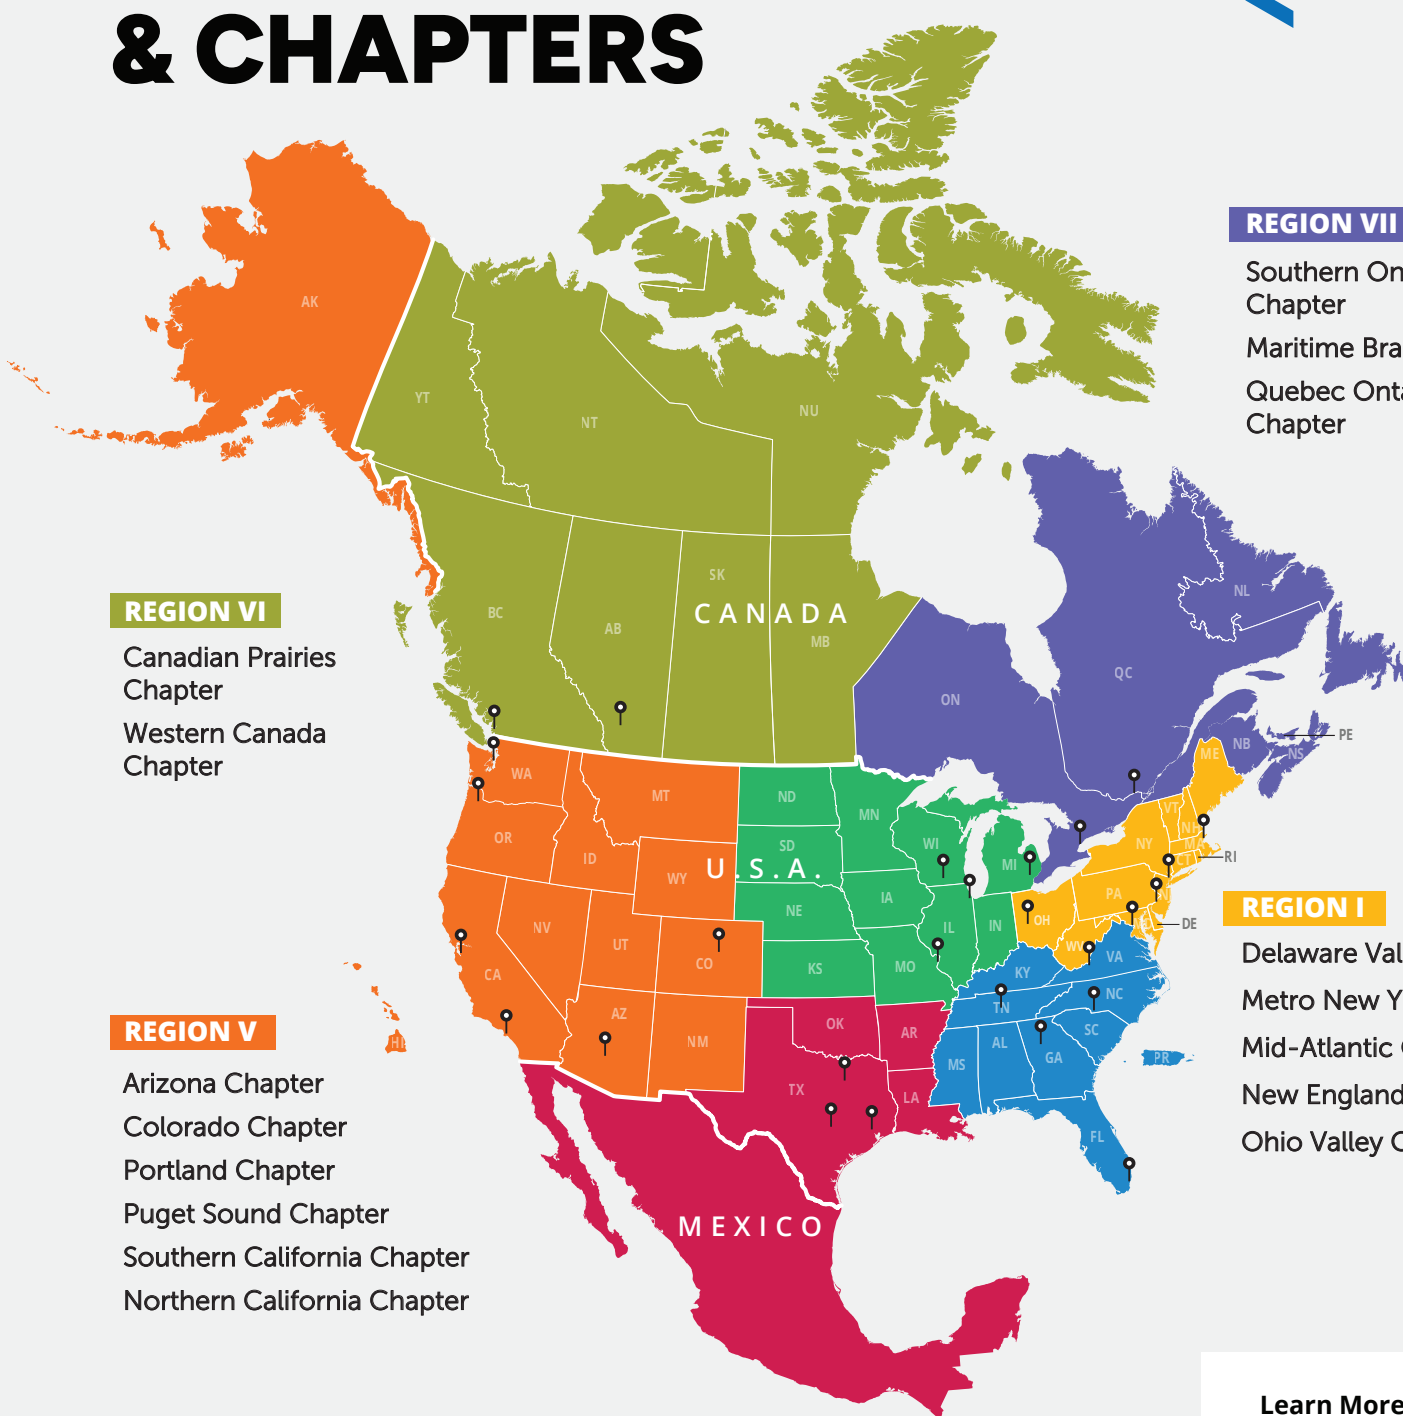 & CHAPTERS
REGION VI
Canadian Prairies
Chapter
Western Canada
Chapter
REGION V
Arizona Chapter
Colorado Chapter
Portland Chapter
Puget Sound Chapter
Southern California Chapter
Northern California Chapter
AK
YT
NT
NU
BC
AB
SK
CANADA
MB
ON
QC
NL
PE
NB
NS
ME
WA
MT
ND
MN
OR
ID
SD
WI
MI
VT
NH
NY
MA
CT
RI
WY
U.S.A.
NE
IA
PA
OH
DE
NV
UT
CO
CA
KS
MO
IL
IN
WV
VA
KY
AZ
NM
OK
AR
TN
NC
SC
HI
TX
LA
MS
AL
GA
PR
FL
MEXICO
REGION VII
Southern On
Chapter
Maritime Bra
Quebec Onta
Chapter
REGION I
Delaware Val
Metro New Y
Mid-Atlantic
New England
Ohio Valley C
Learn More